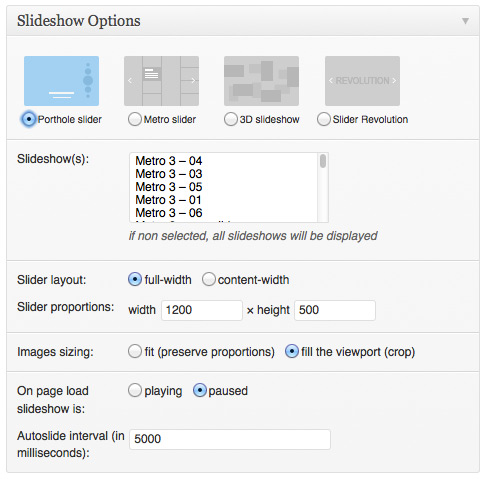 Slideshow Options
‹ › ‹ REVOLUTION ›
Porthole slider Metro slider 3D slideshow Slider Revolution
Slideshow(s):
Metro 3 – 04
Metro 3 – 03
Metro 3 – 05
Metro 3 – 01
Metro 3 – 06
if non selected, all slideshows will be displayed
Slider layout: full-width content-width
Slider proportions: width 1200 × height 500
Images sizing: fit (preserve proportions) fill the viewport (crop)
On page load playing paused
slideshow is:
Autoslide interval (in 5000
milliseconds):